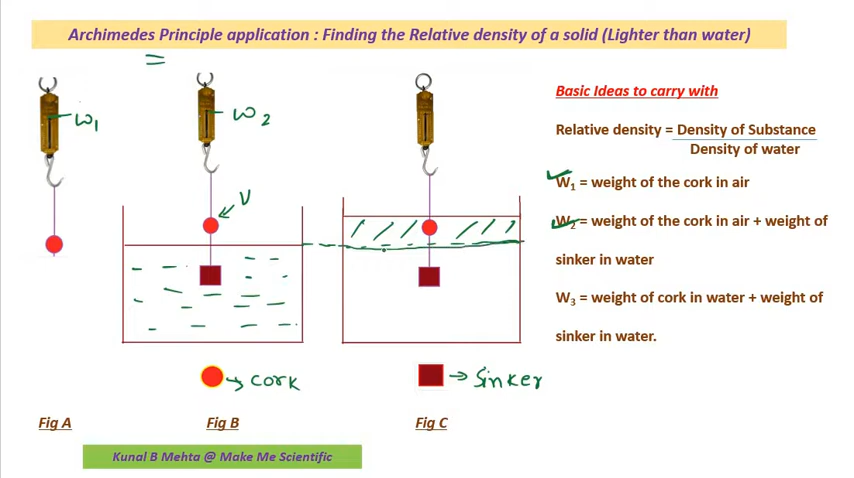 Archimedes Principle application : Finding the Relative density of a solid (Lighter than water)
W1
W2
V
Basic Ideas to carry with
Relative density = Density of Substance
Density of water
W1 = weight of the cork in air
W2 = weight of the cork in air + weight of
sinker in water
W3 = weight of cork in water + weight of
sinker in water.
→ cork
→ Sinker
Fig A
Fig B
Fig C
Kunal B Mehta @ Make Me Scientific